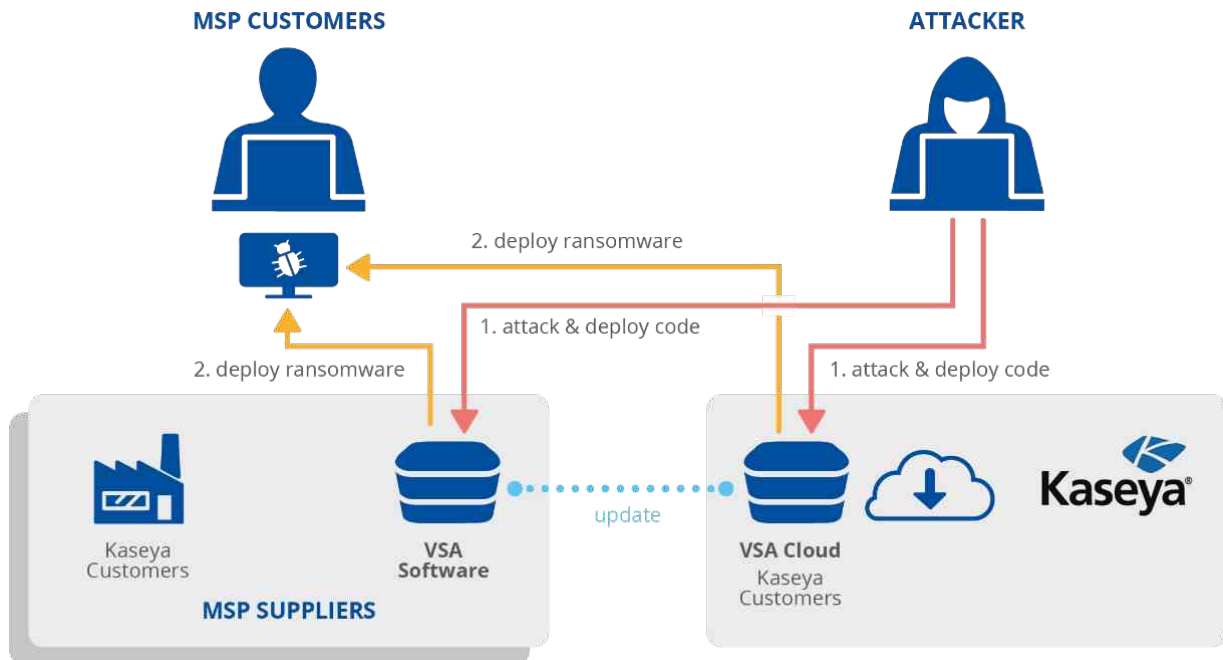 MSP CUSTOMERS
ATTACKER
2. deploy ransomware
1. attack & deploy code
2. deploy ransomware
1. attack & deploy code
Kaseya
Customers
VSA
Software
MSP SUPPLIERS
update
VSA Cloud
Kaseya
Customers
Kaseya®